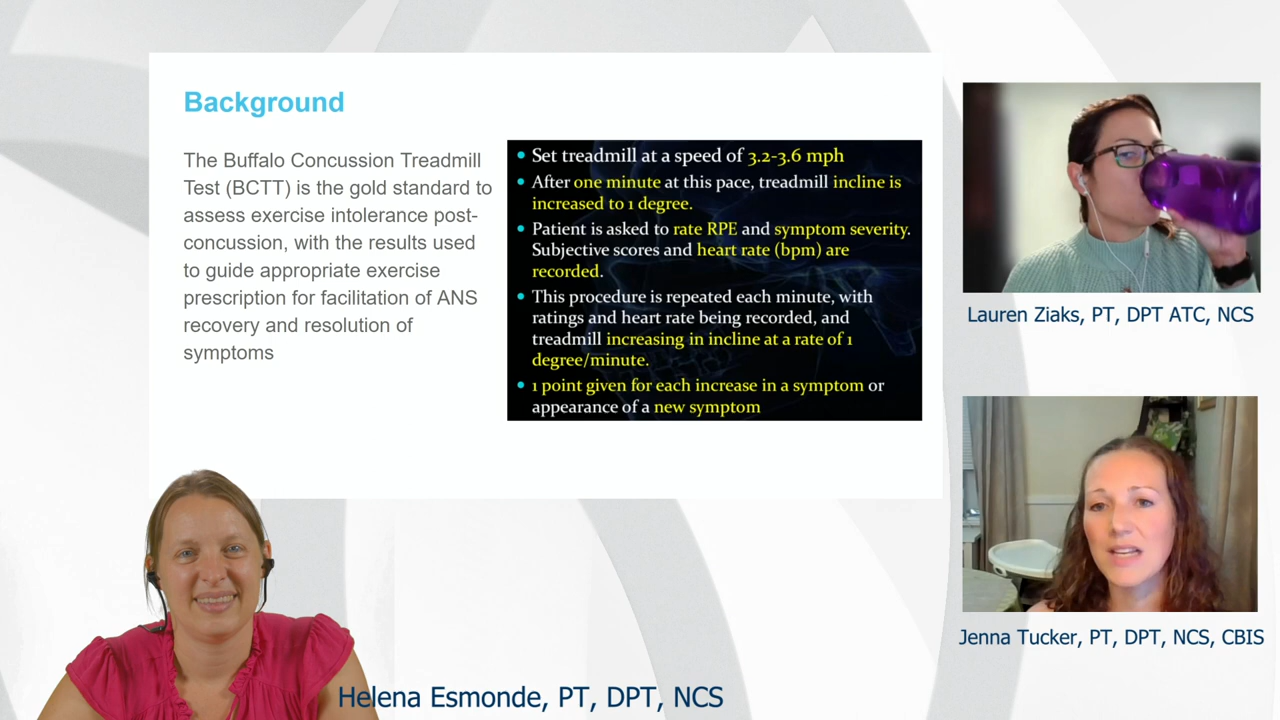 Background
The Buffalo Concussion Treadmill
Test (BCTT) is the gold standard to
assess exercise intolerance post-
concussion, with the results used
to guide appropriate exercise
prescription for facilitation of ANS
recovery and resolution of
symptoms
• Set treadmill at a speed of 3.2-3.6 mph
• After one minute at this pace, treadmill incline is
increased to 1 degree.
• Patient is asked to rate RPE and symptom severity.
Subjective scores and heart rate (bpm) are
recorded.
• This procedure is repeated each minute, with
ratings and heart rate being recorded, and
treadmill increasing in incline at a rate of 1
degree/minute.
• 1 point given for each increase in a symptom or
appearance of a new symptom
Lauren Ziaks, PT, DPT ATC, NCS
Jenna Tucker, PT, DPT, NCS, CBIS
Helena Esmonde, PT, DPT, NCS